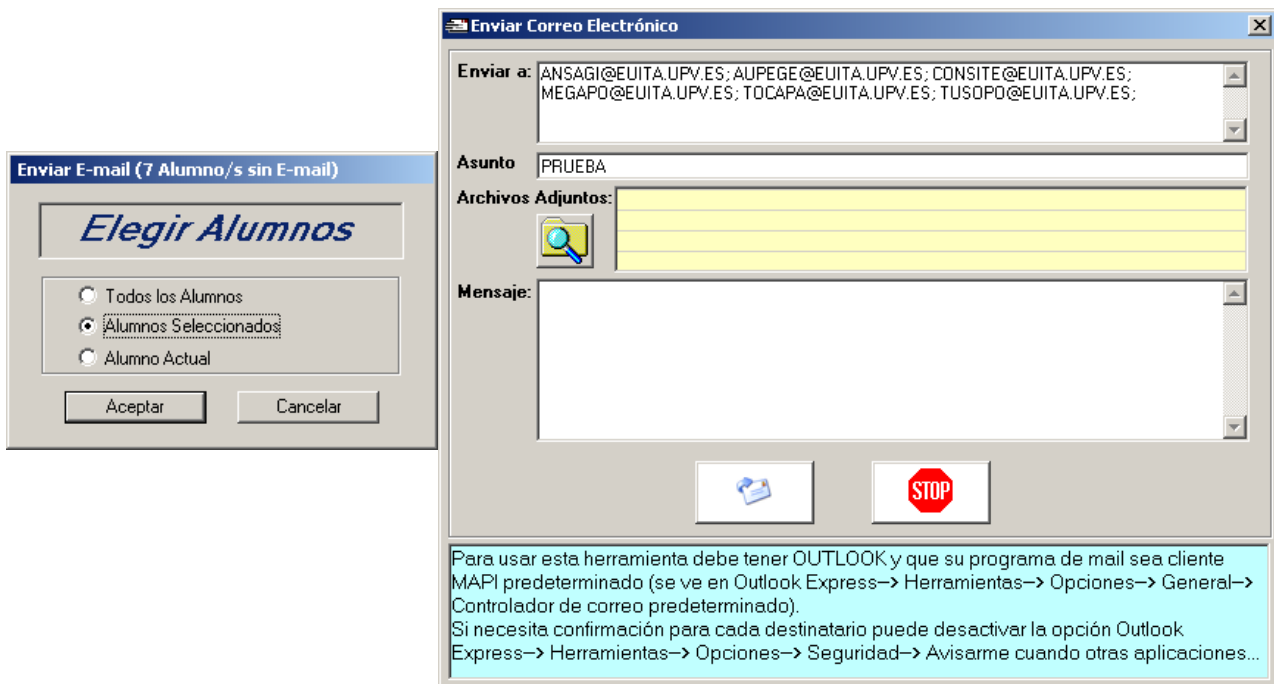 Enviar E-mail (7 Alumno/s sin E-mail)
Elegir Alumnos
Todos los Alumnos
Alumnos Seleccionados
Alumno Actual
Aceptar
Cancelar
Enviar Correo Electrónico
Enviar a:
ANSAGI@EUITA.UPV.ES; AUPEGE@EUITA.UPV.ES; CONSITE@EUITA.UPV.ES;
MEGAPO@EUITA.UPV.ES; TOCAPA@EUITA.UPV.ES; TUSOPO@EUITA.UPV.ES;
Asunto
PRUEBA
Archivos Adjuntos:
Mensaje:
STOP
Para usar esta herramienta debe tener OUTLOOK y que su programa de mail sea cliente
MAPI predeterminado (se ve en Outlook Express–> Herramientas–> Opciones–> General–>
Controlador de correo predeterminado).
Si necesita confirmación para cada destinatario puede desactivar la opción Outlook
Express–> Herramientas–> Opciones–> Seguridad–> Avisarme cuando otras aplicaciones...